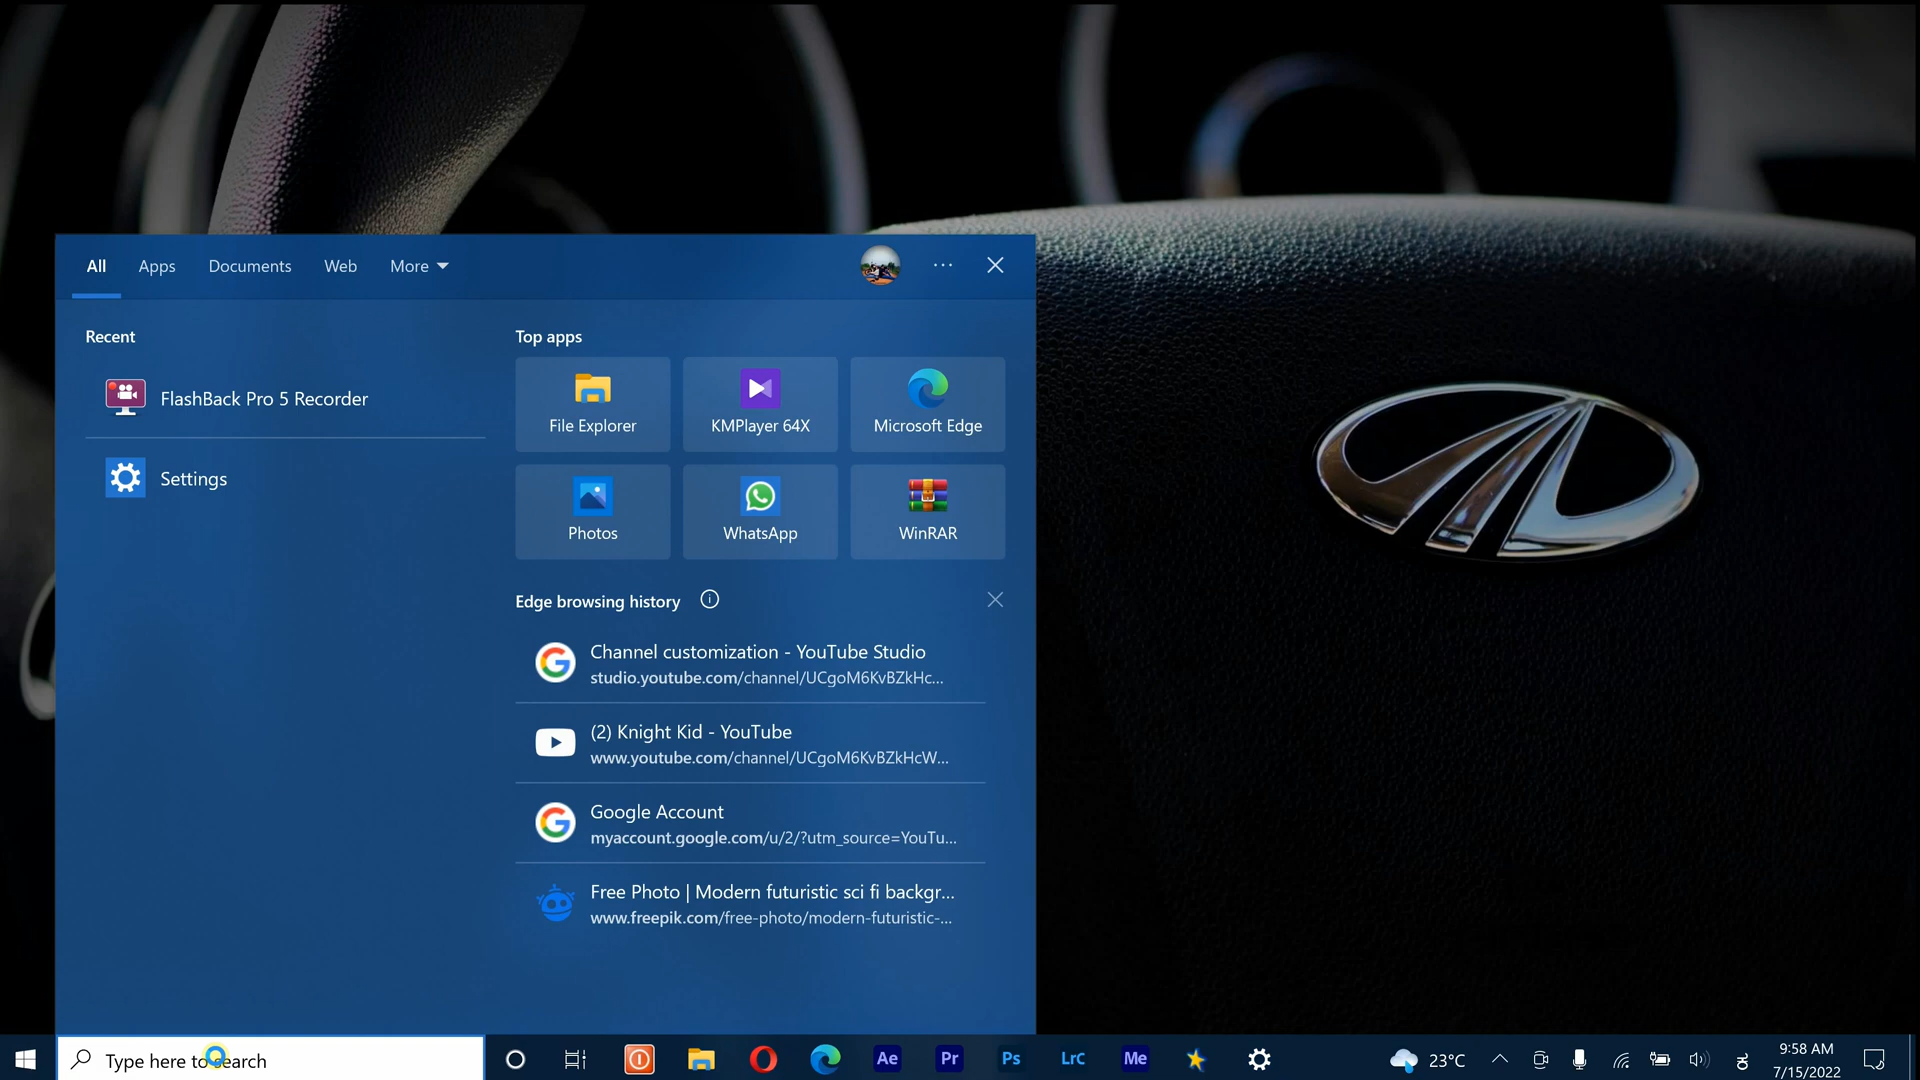 All
Apps
Documents
Web
More
Recent
FlashBack Pro 5 Recorder
Settings
Top apps
File Explorer
KMPlayer 64X
Microsoft Edge
Photos
WhatsApp
WinRAR
Edge browsing history
Channel customization - YouTube Studio
studio.youtube.com/channel/UCgoM6KvBZkHc...
(2) Knight Kid - YouTube
www.youtube.com/channel/UCgoM6KvBZkHcW...
Google Account
myaccount.google.com/u/2/?utm_source=YouTu...
Free Photo | Modern futuristic sci fi backgr...
www.freepik.com/free-photo/modern-futuristic-...
Type here to search
Ae
Pr
Ps
LrC
Me
23°C
9:58 AM
7/15/2022